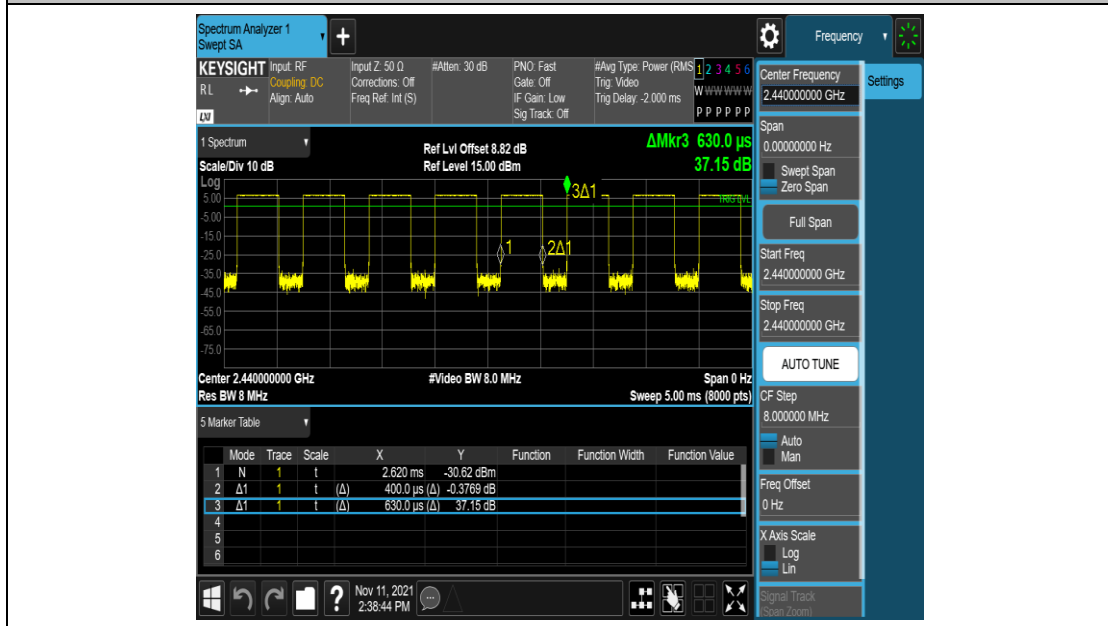 Spectrum Analyzer 1
Swept SA
+
Frequency
KEYSIGHT
RL
LXI
Input: RF
Coupling: DC
Align: Auto
Input Z: 50 Ω
Corrections: Off
Freq Ref: Int (S)
#Atten: 30 dB
PNO: Fast
Gate: Off
IF Gain: Low
Sig Track: Off
#Avg Type: Power (RMS
Trig: Video
Trig Delay: -2.000 ms
1 2 3 4 5 6
W W W W W W
P P P P P P
1 Spectrum
Scale/Div 10 dB
Ref Lvl Offset 8.82 dB
Ref Level 15.00 dBm
ΔMkr3 630.0 µs
37.15 dB
Log
5.00
-5.00
-15.0
-25.0
-35.0
-45.0
-55.0
-65.0
-75.0
3Δ1
TRIG LVL
1
2Δ1
Center 2.440000000 GHz
Res BW 8 MHz
#Video BW 8.0 MHz
Span 0 Hz
Sweep 5.00 ms (8000 pts)
5 Marker Table
Mode Trace Scale X Y Function Function Width Function Value
1 N 1 t 2.620 ms -30.62 dBm
2 Δ1 1 t (Δ) 400.0 µs (Δ) -0.3769 dB
3 Δ1 1 t (Δ) 630.0 µs (Δ) 37.15 dB
4
5
6
Nov 11, 2021
2:38:44 PM
?
Center Frequency
2.440000000 GHz
Settings
Span
0.00000000 Hz
Swept Span
Zero Span
Full Span
Start Freq
2.440000000 GHz
Stop Freq
2.440000000 GHz
AUTO TUNE
CF Step
8.000000 MHz
Auto
Man
Freq Offset
0 Hz
X Axis Scale
Log
Lin
Signal Track
(Span Zoom)